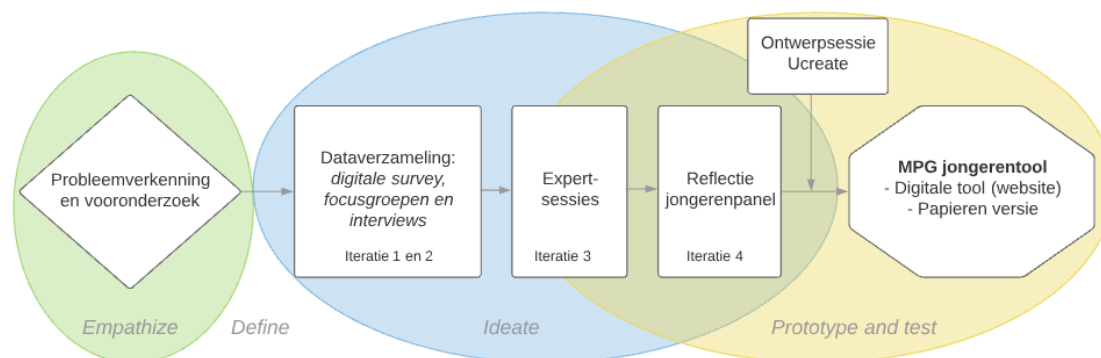 Probleemverkenning
en vooronderzoek
Dataverzameling:
digitale survey,
focusgroepen en
interviews
Iteratie 1 en 2
Expert-
sessies
Iteratie 3
Reflectie
jongerenpanel
Iteratie 4
Ontwerpsessie
Ucreate
MPG jongerentool
- Digitale tool (website)
- Papieren versie
Empathize
Define
Ideate
Prototype and test